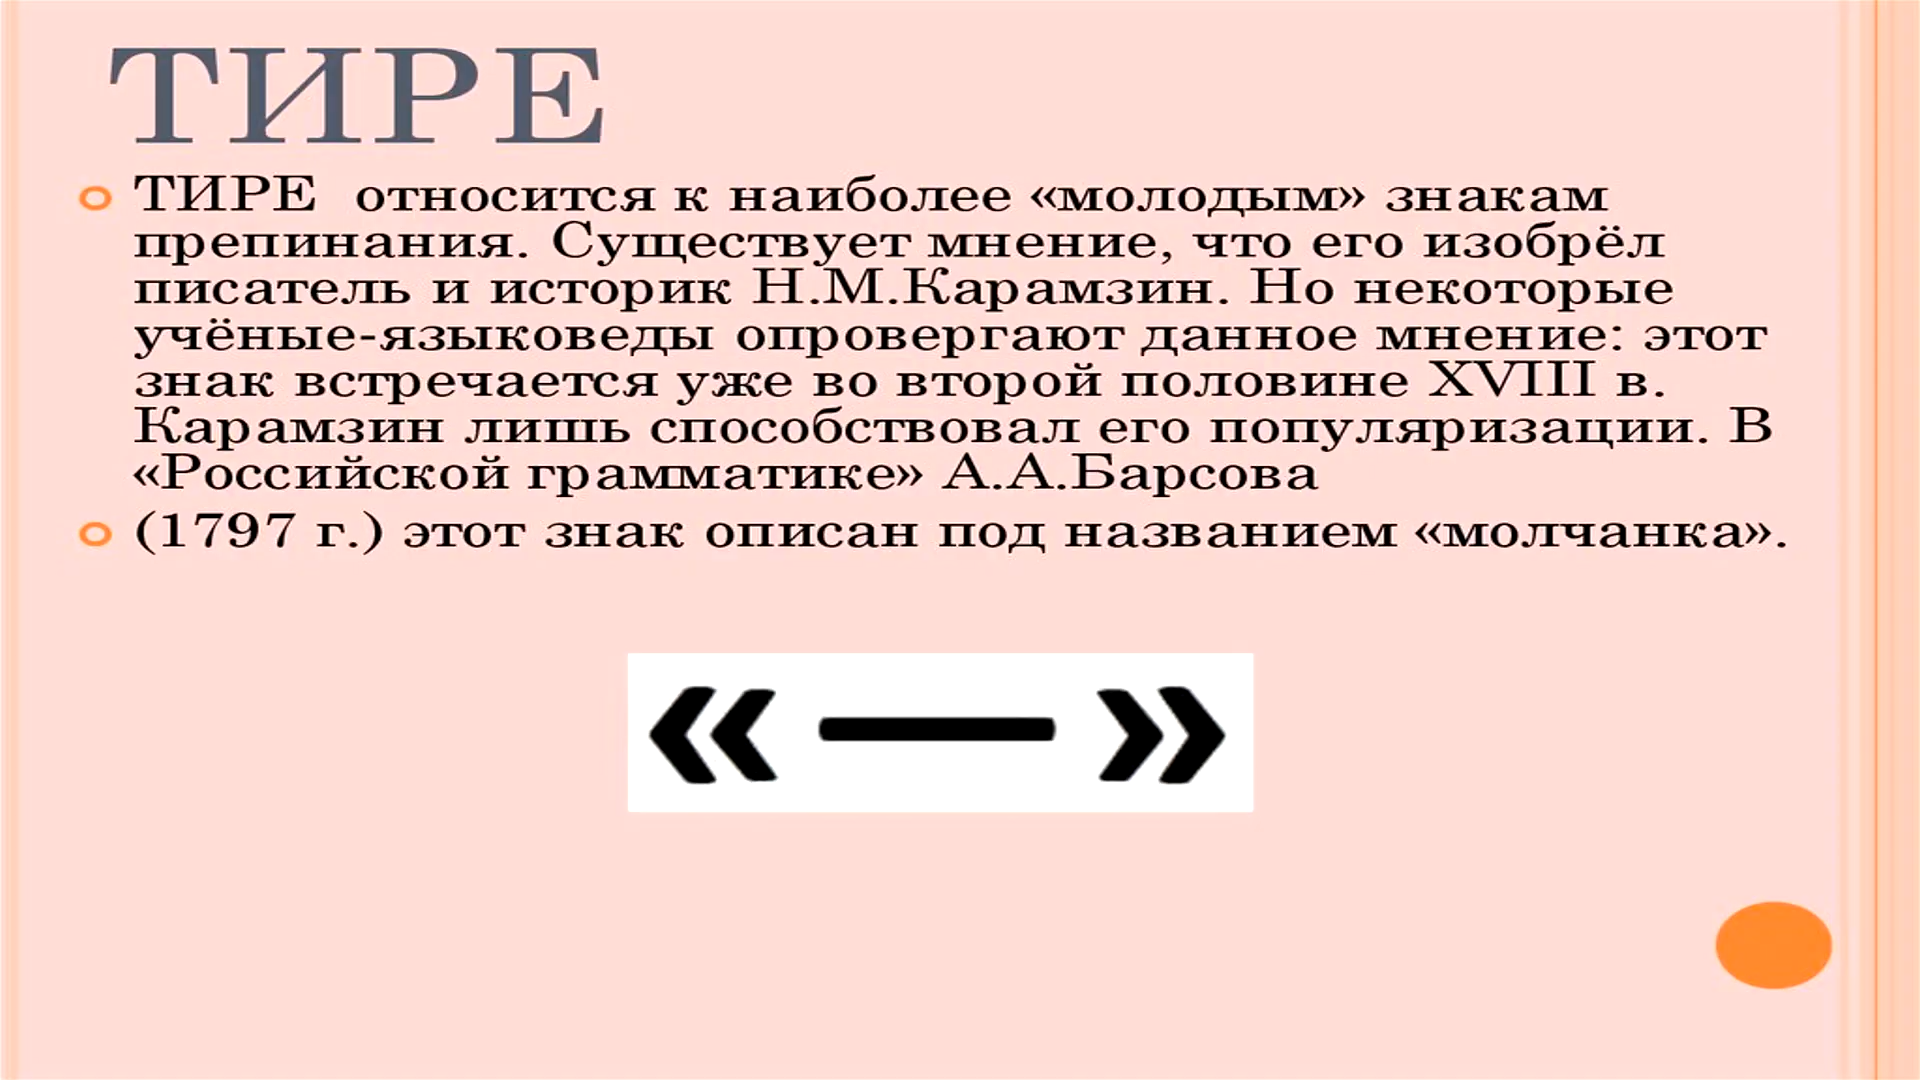 ТИРЕ
ТИРЕ относится к наиболее «молодым» знакам
препинания. Существует мнение, что его изобрёл
писатель и историк Н.М.Карамзин. Но некоторые
учёные-языковеды опровергают данное мнение: этот
знак встречается уже во второй половине XVIII в.
Карамзин лишь способствовал его популяризации. В
«Российской грамматике» А.А.Барсова
(1797 г.) этот знак описан под названием «молчанка».
« — »